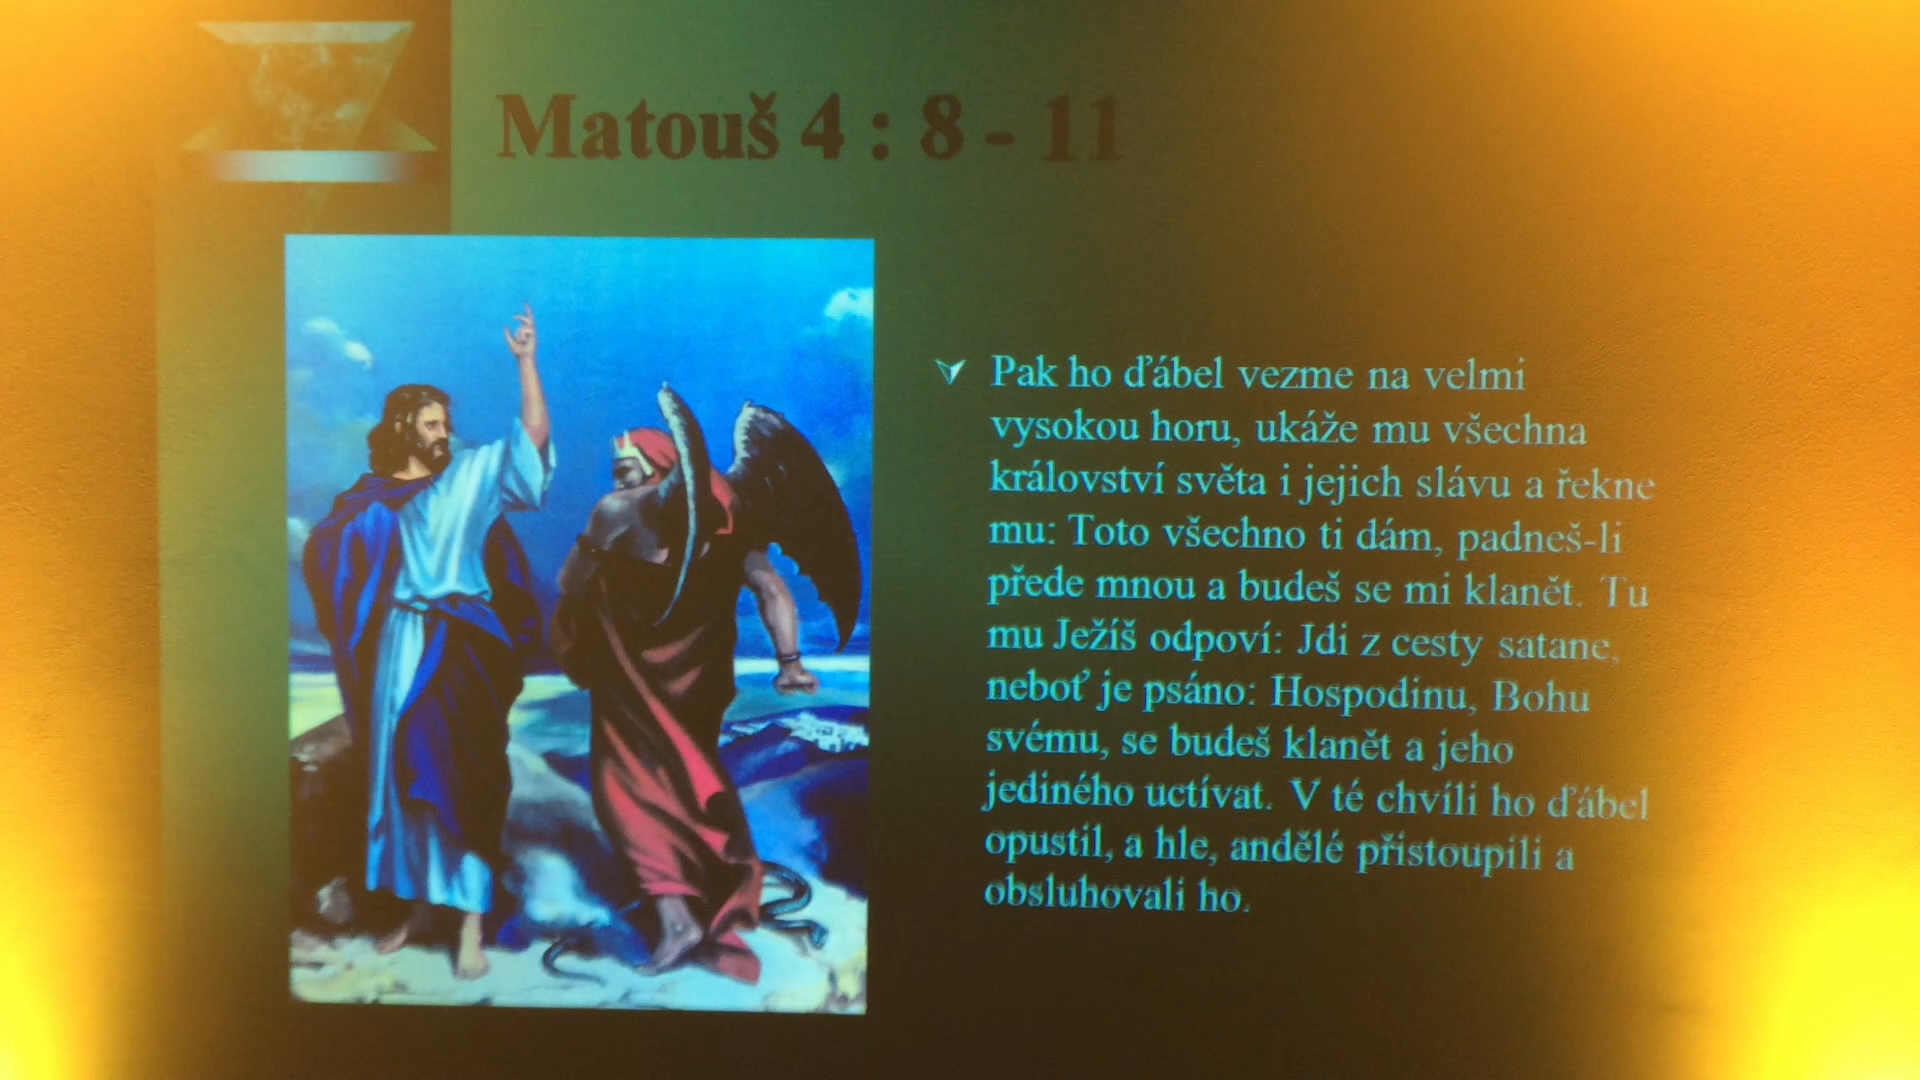 Matouš 4 : 8 - 11
Pak ho ďábel vezme na velmi
vysokou horu, ukáže mu všechna
království světa i jejich slávu a řekne
mu: Toto všechno ti dám, padneš-li
přede mnou a budeš se mi klanět. Tu
mu Ježíš odpoví: Jdi z cesty satane,
neboť je psáno: Hospodinu, Bohu
svému, se budeš klanět a jeho
jediného uctívat. V té chvíli ho ďábel
opustil, a hle, andělé přistoupili a
obsluhovali ho.